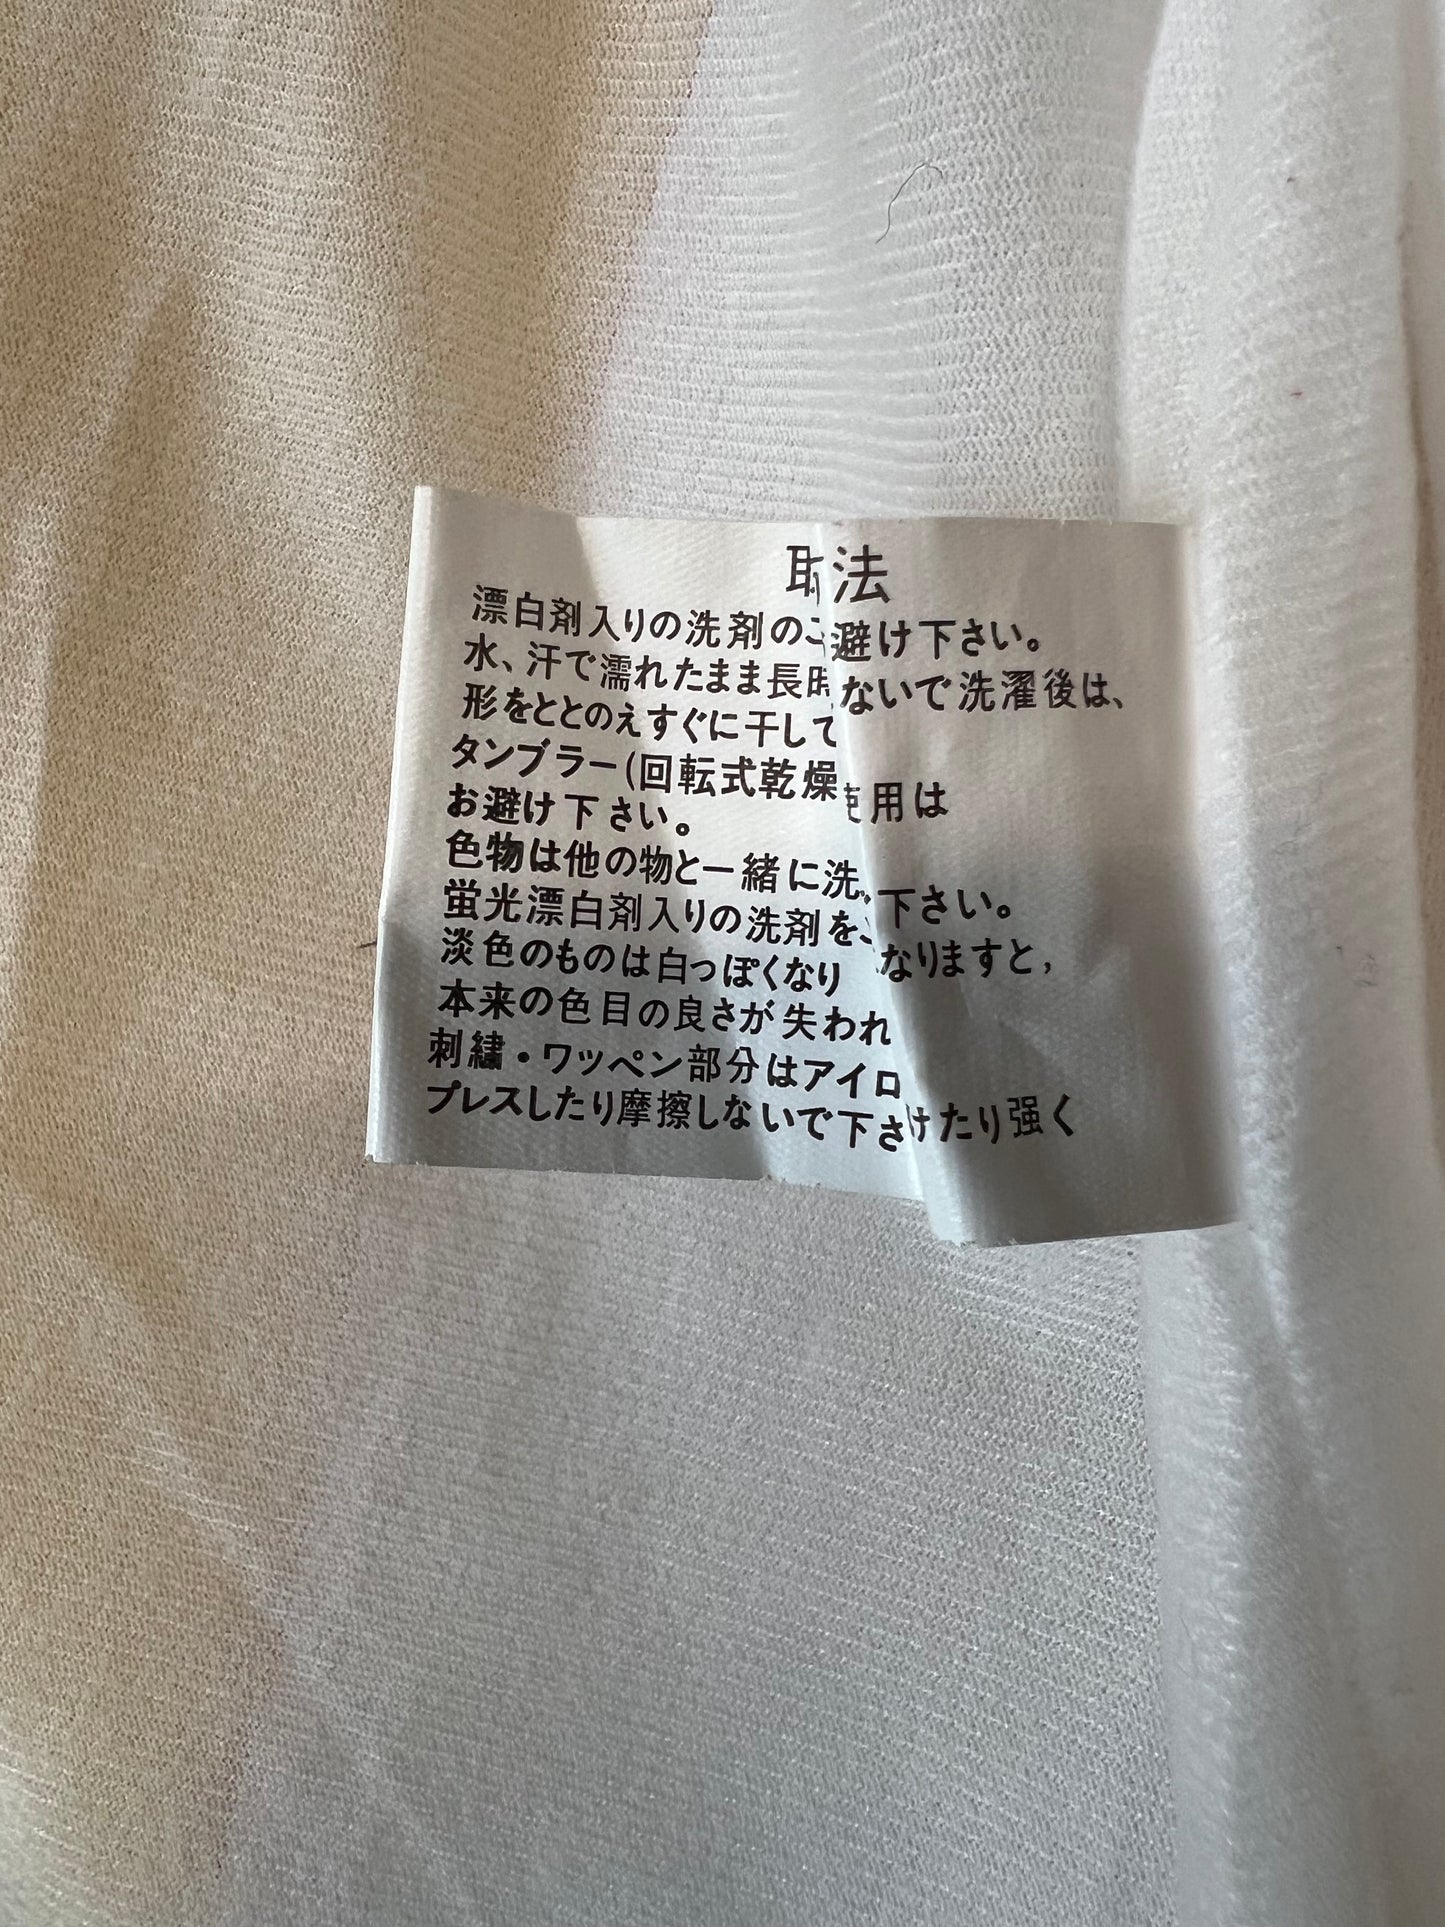 取 法
漂白剤入りの洗剤のご 避け下さい。
水、汗で濡れたまま長時 ないで洗濯後は、
形をととのえすぐに干して
タンブラー(回転式乾燥 使用は
お避け下さい。
色物は他の物と一緒に洗 下さい。
蛍光漂白剤入りの洗剤を
淡色のものは白っぽくなり なりますと,
本来の色目の良さが失われ
刺繍・ワッペン部分はアイロ けたり強く
プレスしたり摩擦しないで下さ